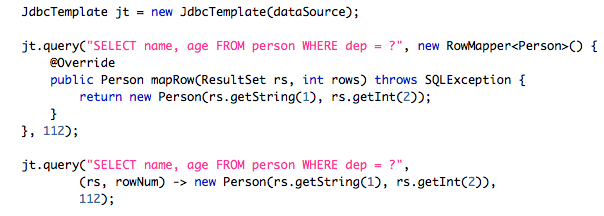 JdbcTemplate jt = new JdbcTemplate(dataSource);
jt.query("SELECT name, age FROM person WHERE dep = ?", new RowMapper<Person>() {
@Override
public Person mapRow(ResultSet rs, int rows) throws SQLException {
return new Person(rs.getString(1), rs.getInt(2));
}
}, 112);
jt.query("SELECT name, age FROM person WHERE dep = ?",
(rs, rowNum) -> new Person(rs.getString(1), rs.getInt(2)),
112);